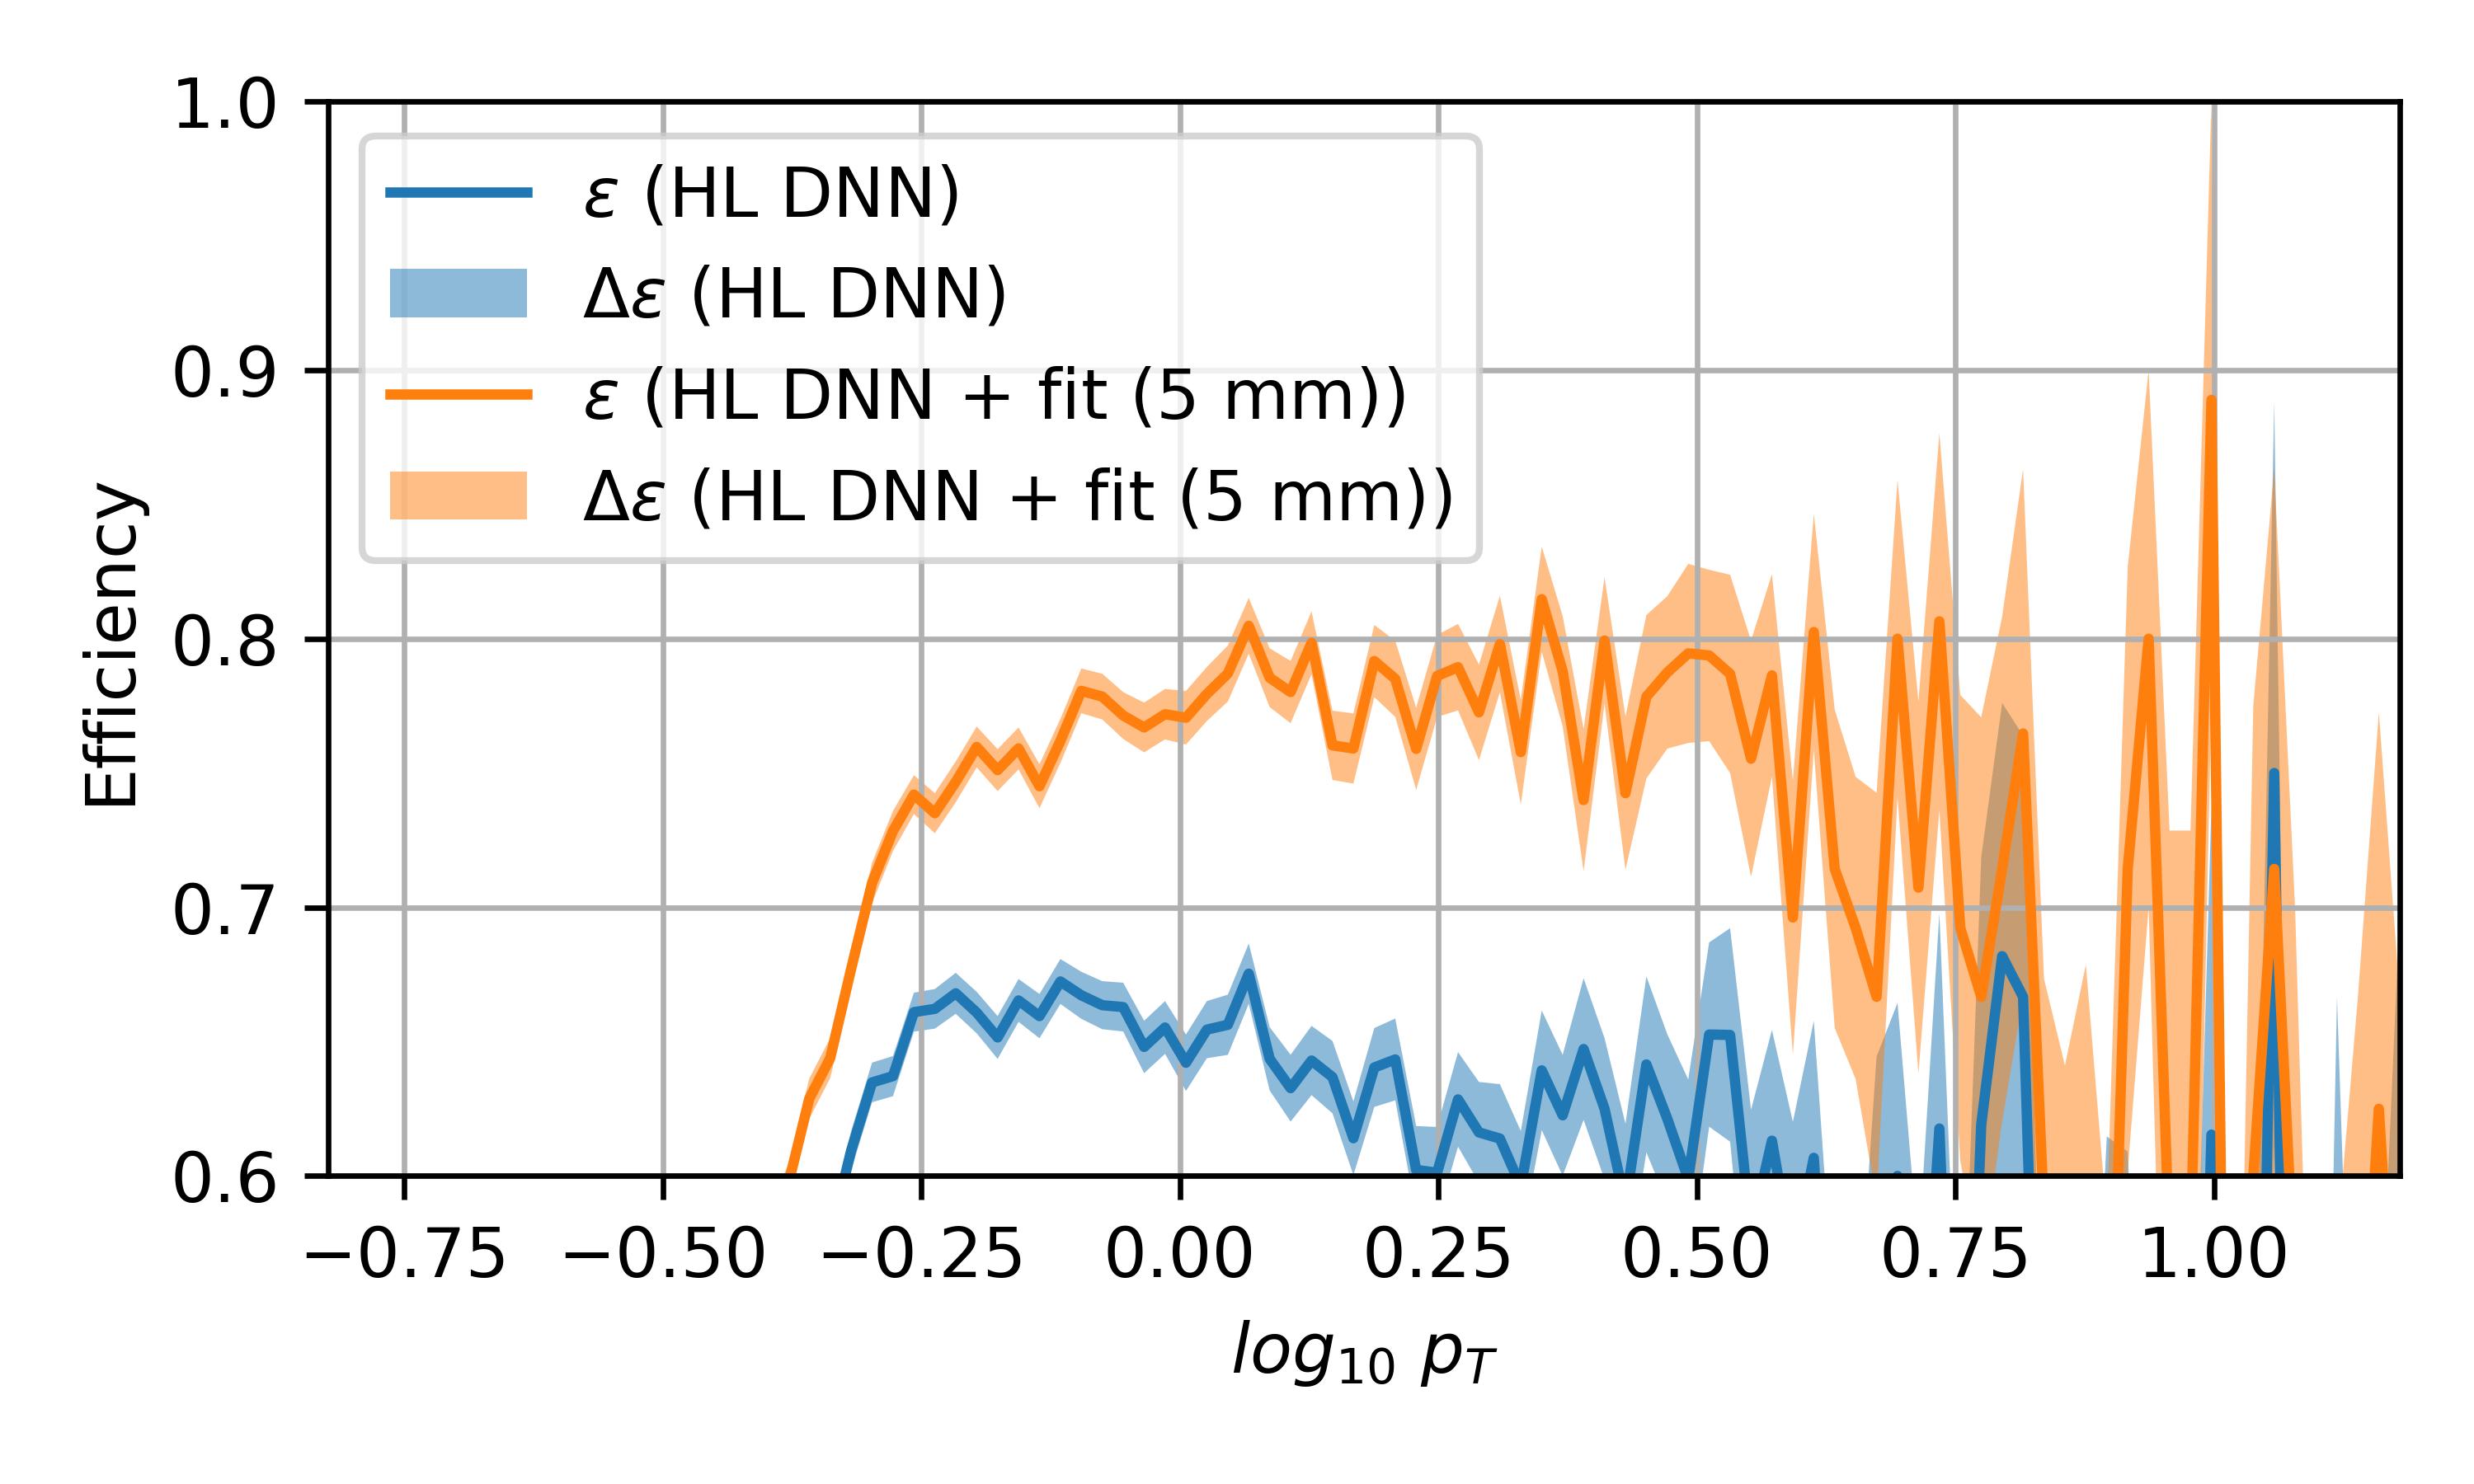 1.0
0.9
0.8
0.7
0.6
Efficiency
ε (HL DNN)
Δε (HL DNN)
ε (HL DNN + fit (5 mm))
Δε (HL DNN + fit (5 mm))
−0.75 −0.50 −0.25 0.00 0.25 0.50 0.75 1.00
log10 pT